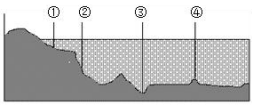 ① ② ③ ④